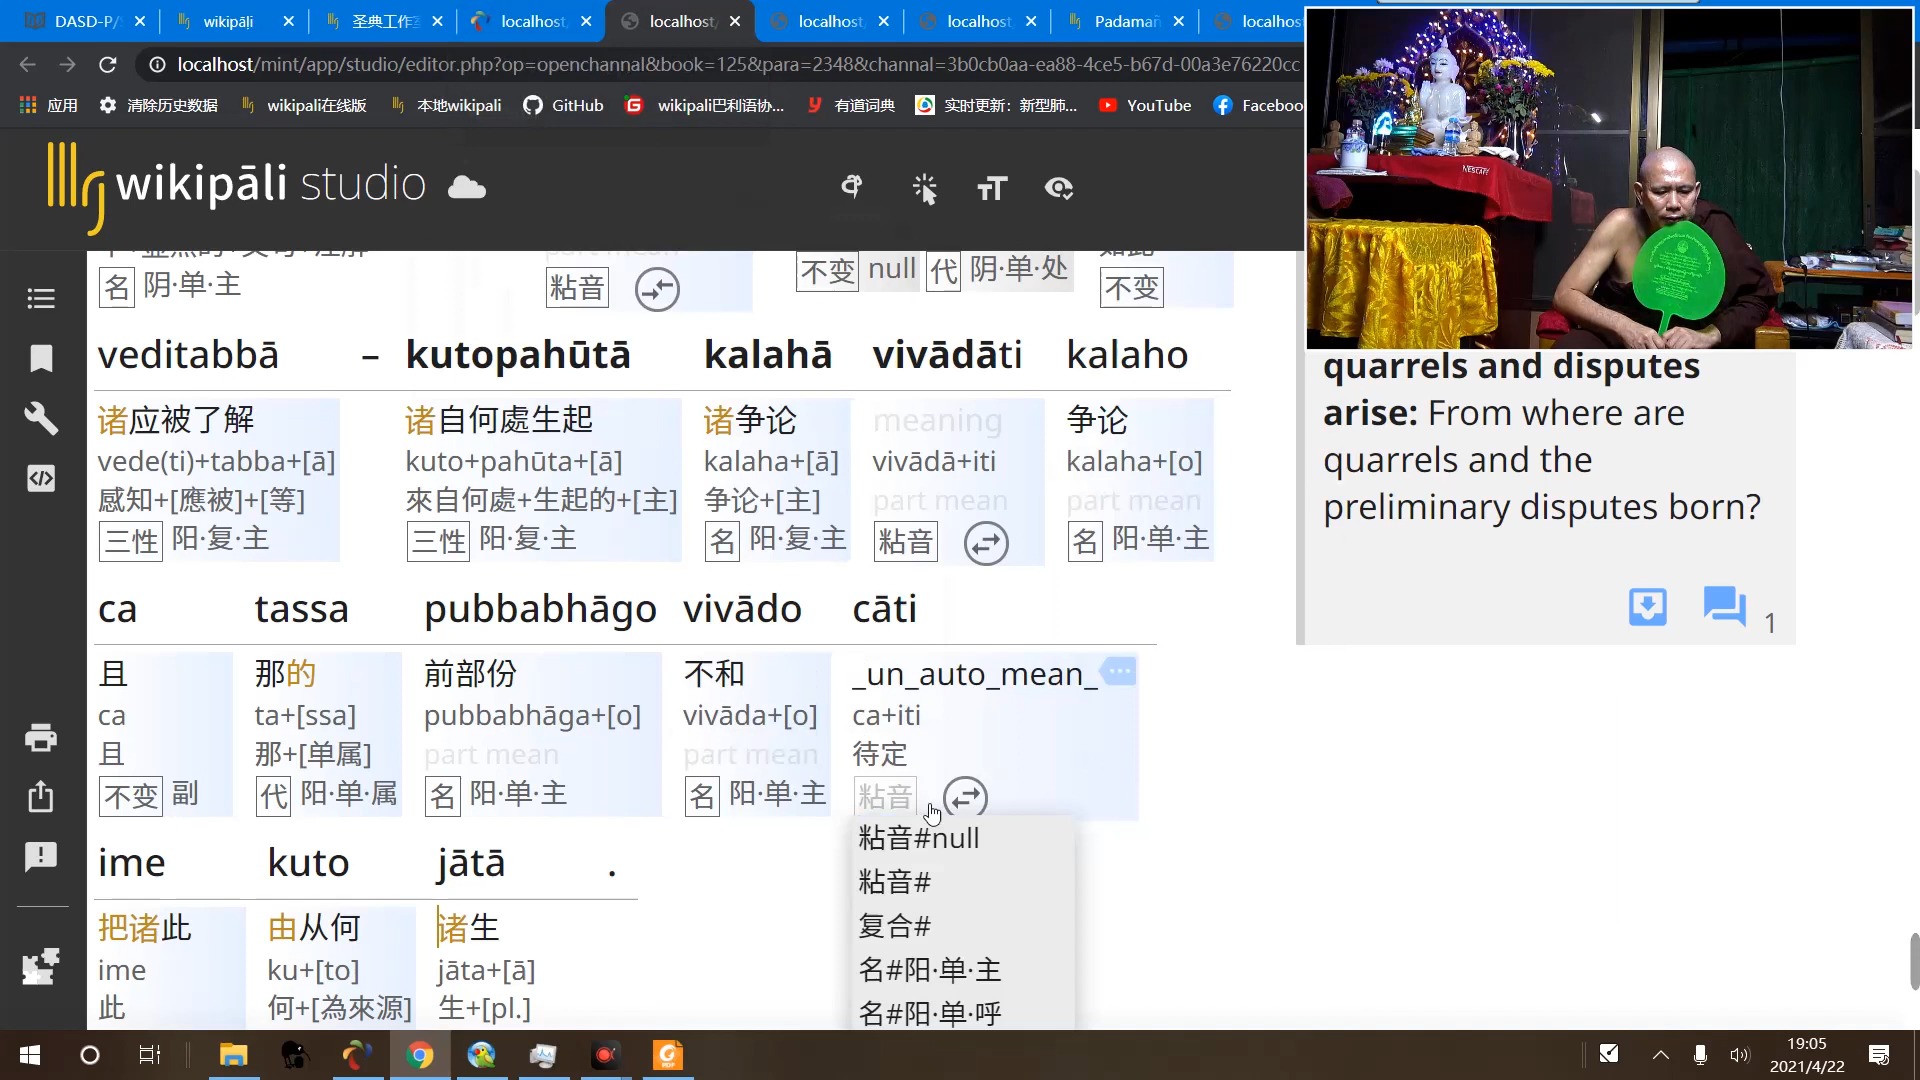 DASD-P/
wikipāḷi
圣典工作
localhost
localhost
localhost
localhost
Padamañ
localhos
localhost/mint/app/studio/editor.php?op=openchannal&book=125&para=2348&channal=3b0cb0aa-ea88-4ce5-b67d-00a3e76220cc
应用
清除历史数据
wikipali在线版
本地wikipali
GitHub
wikipali巴利语协...
有道词典
实时更新：新型肺...
YouTube
Faceboo
wikipāli studio
名 阴·单·主
粘音
不变 null 代 阴·单·处
不变
veditabbā – kutopahūtā kalahā vivādāti kalaho
诸应被了解 诸自何處生起 诸争论 meaning 争论
vede(ti)+tabba+[ā] kuto+pahūta+[ā] kalaha+[ā] vivādā+iti kalaha+[o]
感知+[應被]+[等] 來自何處+生起的+[主] 争论+[主] part mean part mean
三性 阳·复·主 三性 阳·复·主 名 阳·复·主 粘音 名 阳·单·主
ca tassa pubbabhāgo vivādo cāti
且 那的 前部份 不和 _un_auto_mean_
ca ta+[ssa] pubbabhāga+[o] vivāda+[o] ca+iti
且 那+[单属] part mean part mean 待定
不变 副 代 阳·单·属 名 阳·单·主 名 阳·单·主 粘音
粘音#null
粘音#
复合#
名#阳·单·主
名#阳·单·呼
ime kuto jātā .
把诸此 由从何 诸生
ime ku+[to] jāta+[ā]
此 何+[為來源] 生+[pl.]
NESCAFÉ
quarrels and disputes
arise: From where are
quarrels and the
preliminary disputes born?
1
19:05
2021/4/22